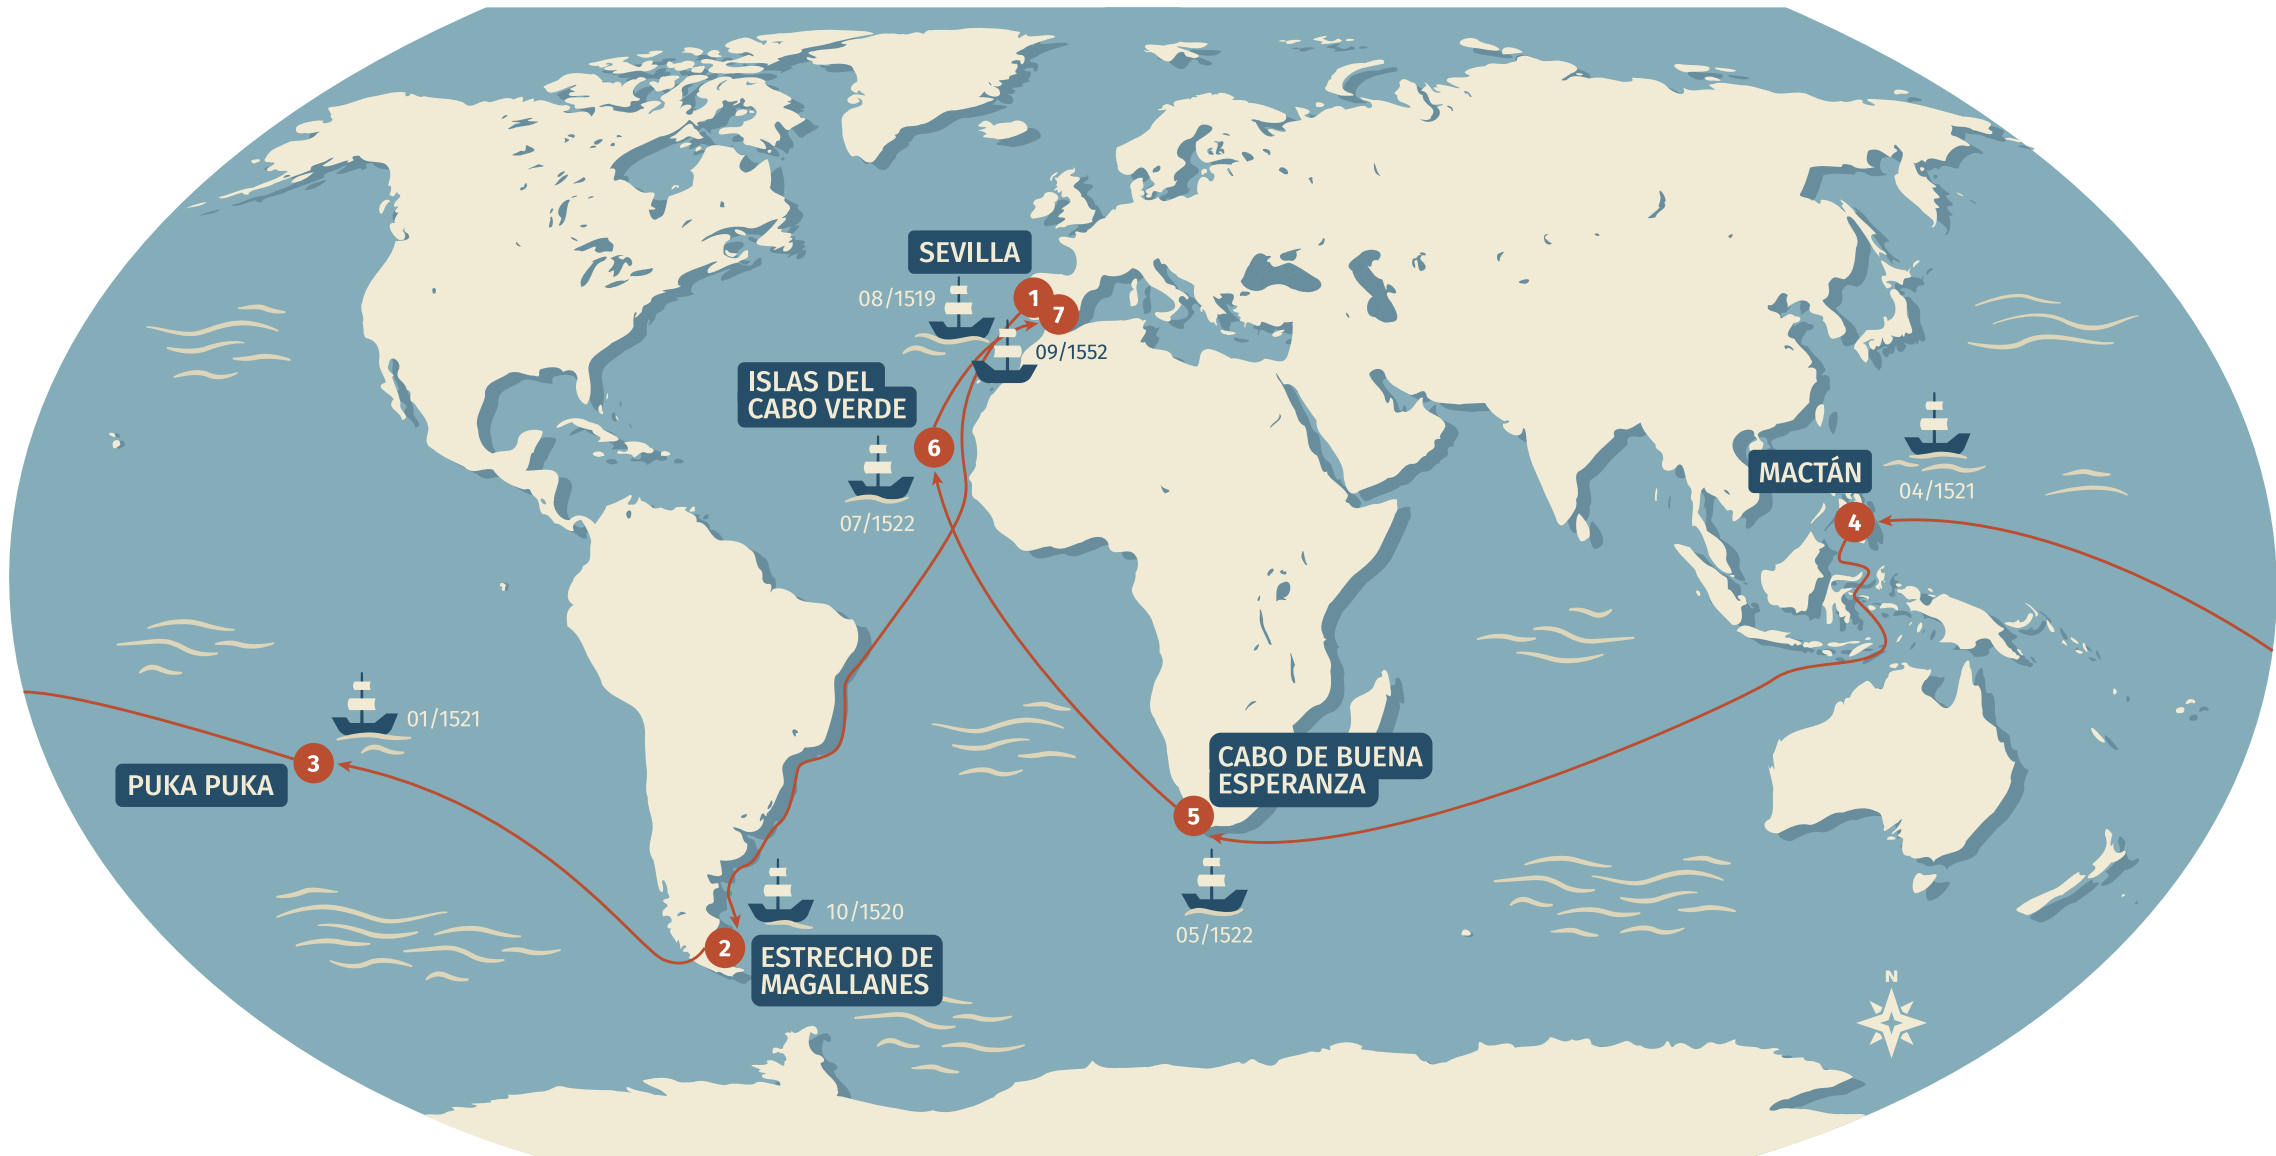 SEVILLA
1
08/1519
7
09/1552
ISLAS DEL
CABO VERDE
6
07/1522
MACTÁN
04/1521
4
01/1521
3
PUKA PUKA
CABO DE BUENA
ESPERANZA
5
05/1522
10/1520
2
ESTRECHO DE
MAGALLANES
N